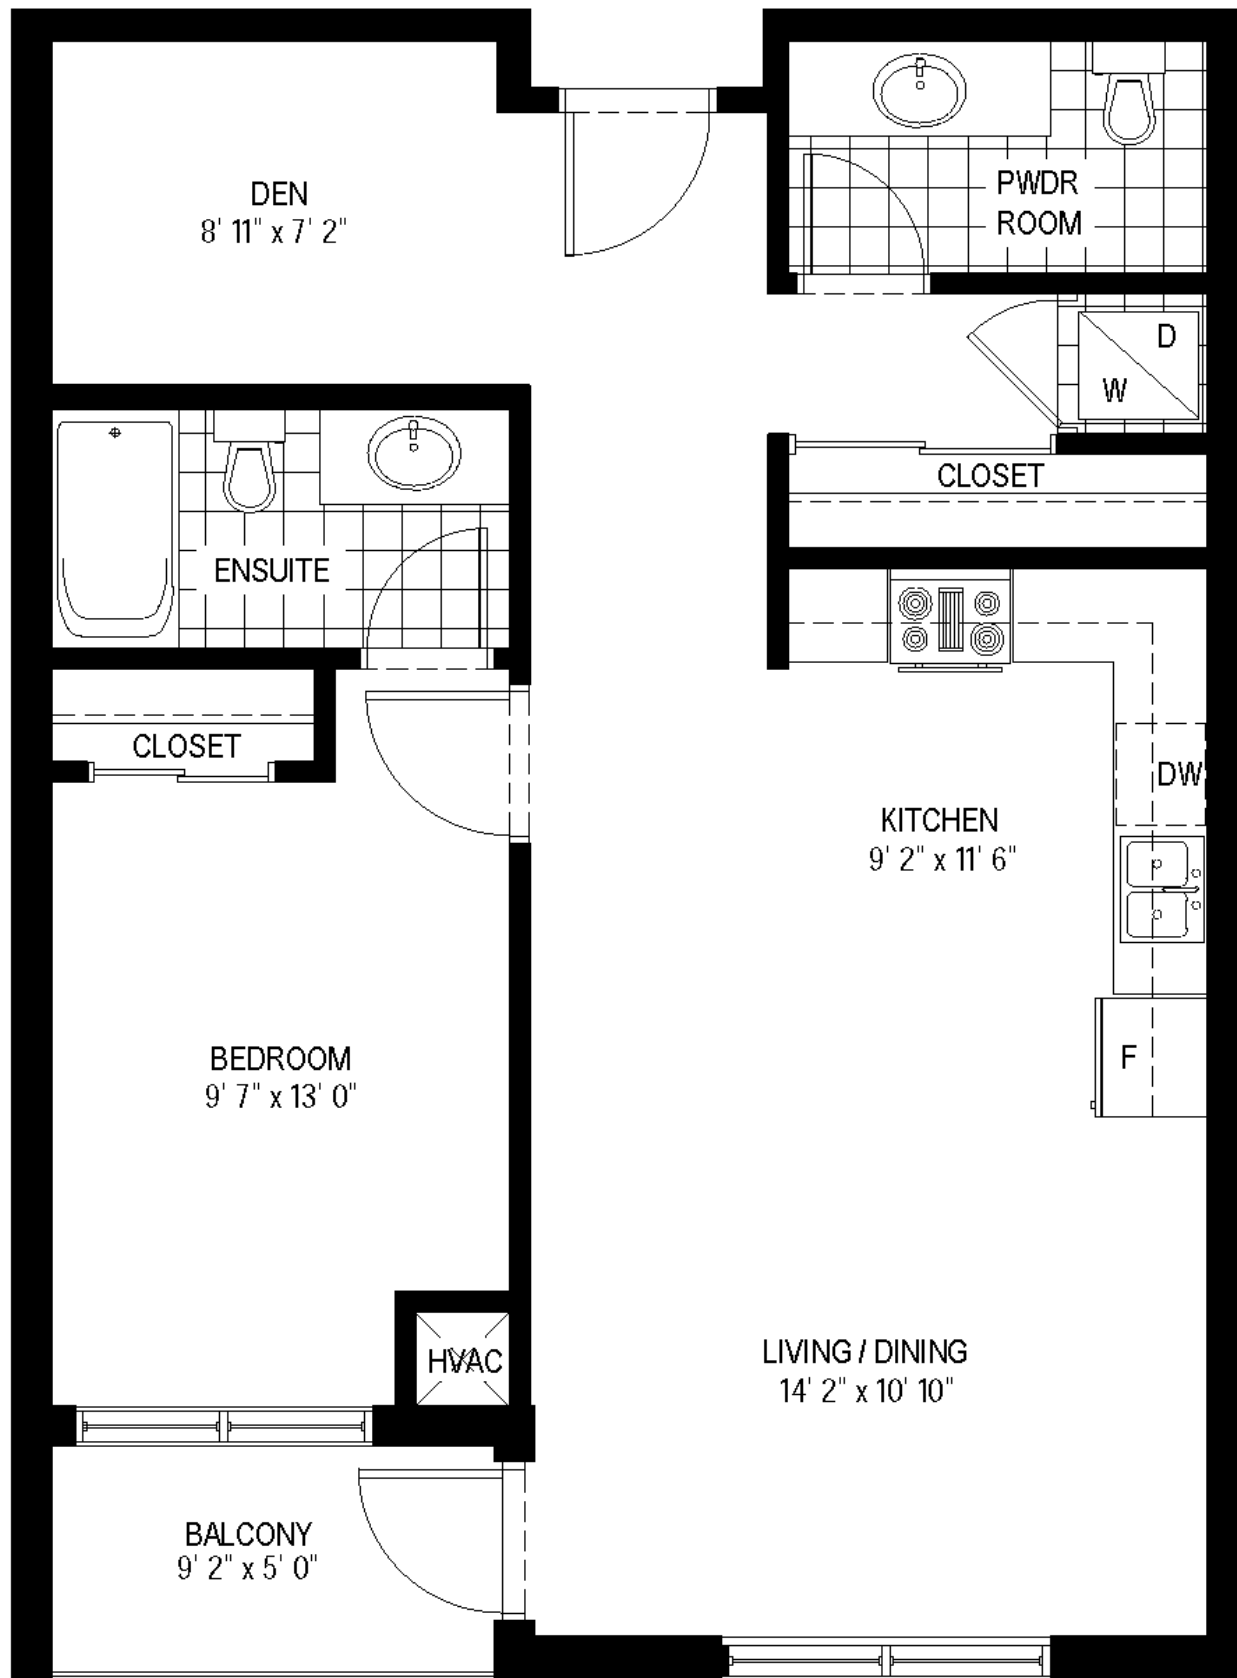 DEN
8' 11" x 7' 2"
PWDR
ROOM
D
W
CLOSET
ENSUITE
CLOSET
DW
KITCHEN
9' 2" x 11' 6"
F
BEDROOM
9' 7" x 13' 0"
HVAC
LIVING / DINING
14' 2" x 10' 10"
BALCONY
9' 2" x 5' 0"